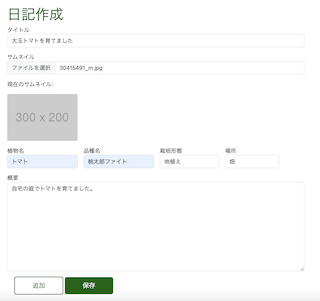 日記作成
タイトル
大玉トマトを育てました
サムネイル
ファイルを選択 30415491_m.jpg
現在のサムネイル:
300 x 200
植物名 品種名 栽培形態 場所
トマト 桃太郎ファイト 地植え 畑
概要
自宅の庭でトマトを育てました。
追加 保存